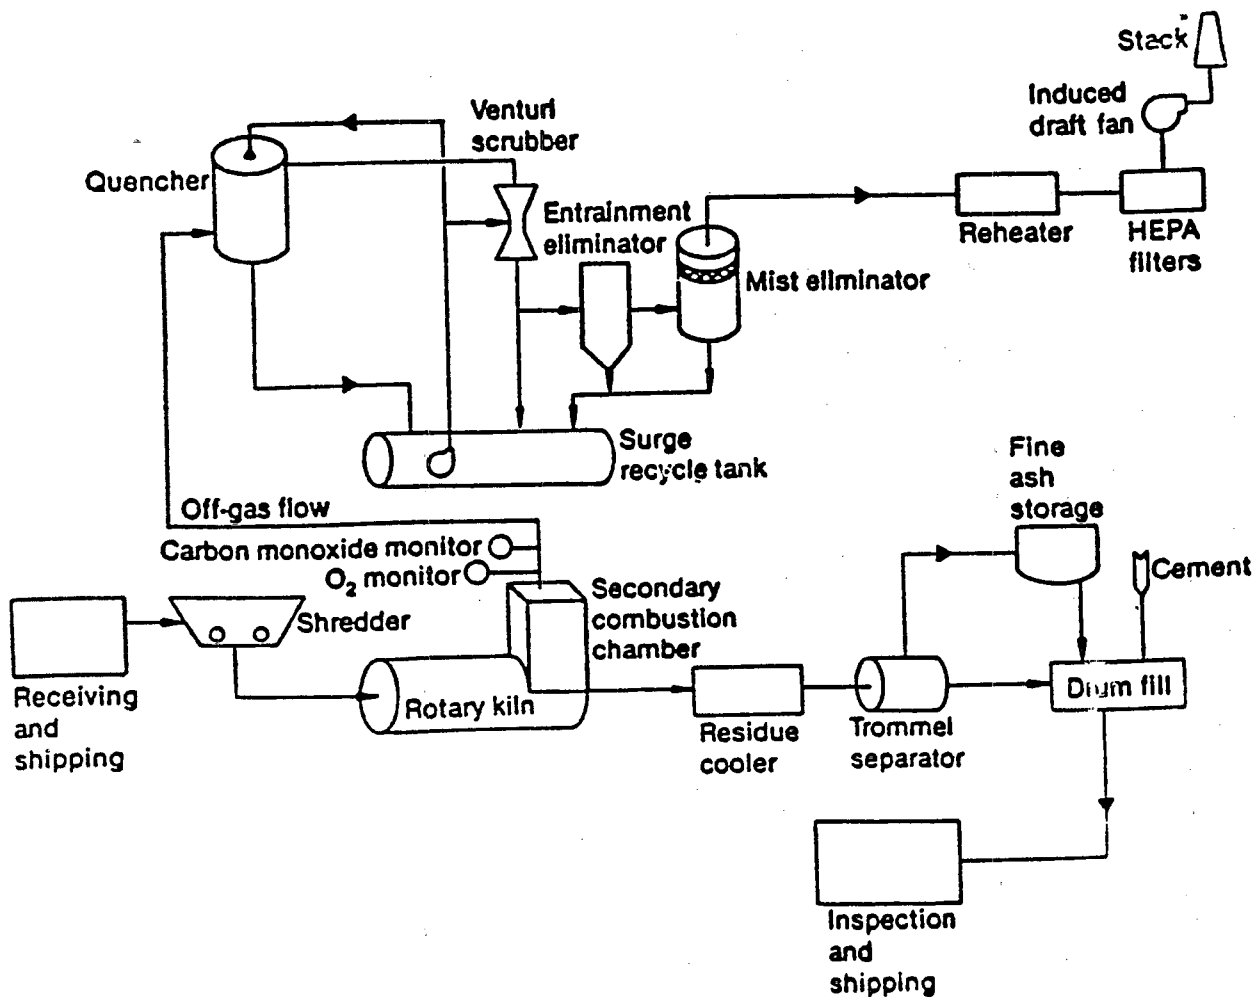 Stack
Induced
draft fan
Venturi
scrubber
Quencher
Entrainment
eliminator
Mist eliminator
Reheater
HEPA
filters
Surge
recycle tank
Off-gas flow
Carbon monoxide monitor
O2 monitor
Secondary
combustion
chamber
Fine
ash
storage
Cement
Shredder
Receiving
and
shipping
Rotary kiln
Residue
cooler
Trommel
separator
Drum fill
Inspection
and
shipping